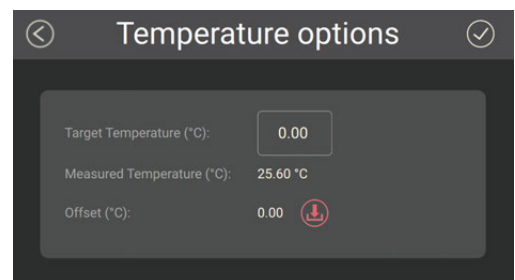 Temperature options
Target Temperature (°C): 0.00
Measured Temperature (°C): 25.60 °C
Offset (°C): 0.00